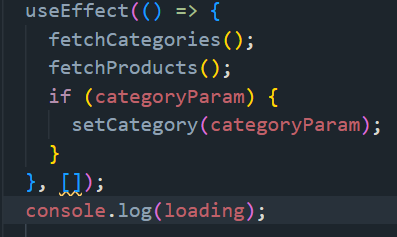 useEffect(() => {
  fetchCategories();
  fetchProducts();
  if (categoryParam) {
    setCategory(categoryParam);
  }
}, []);
console.log(loading);